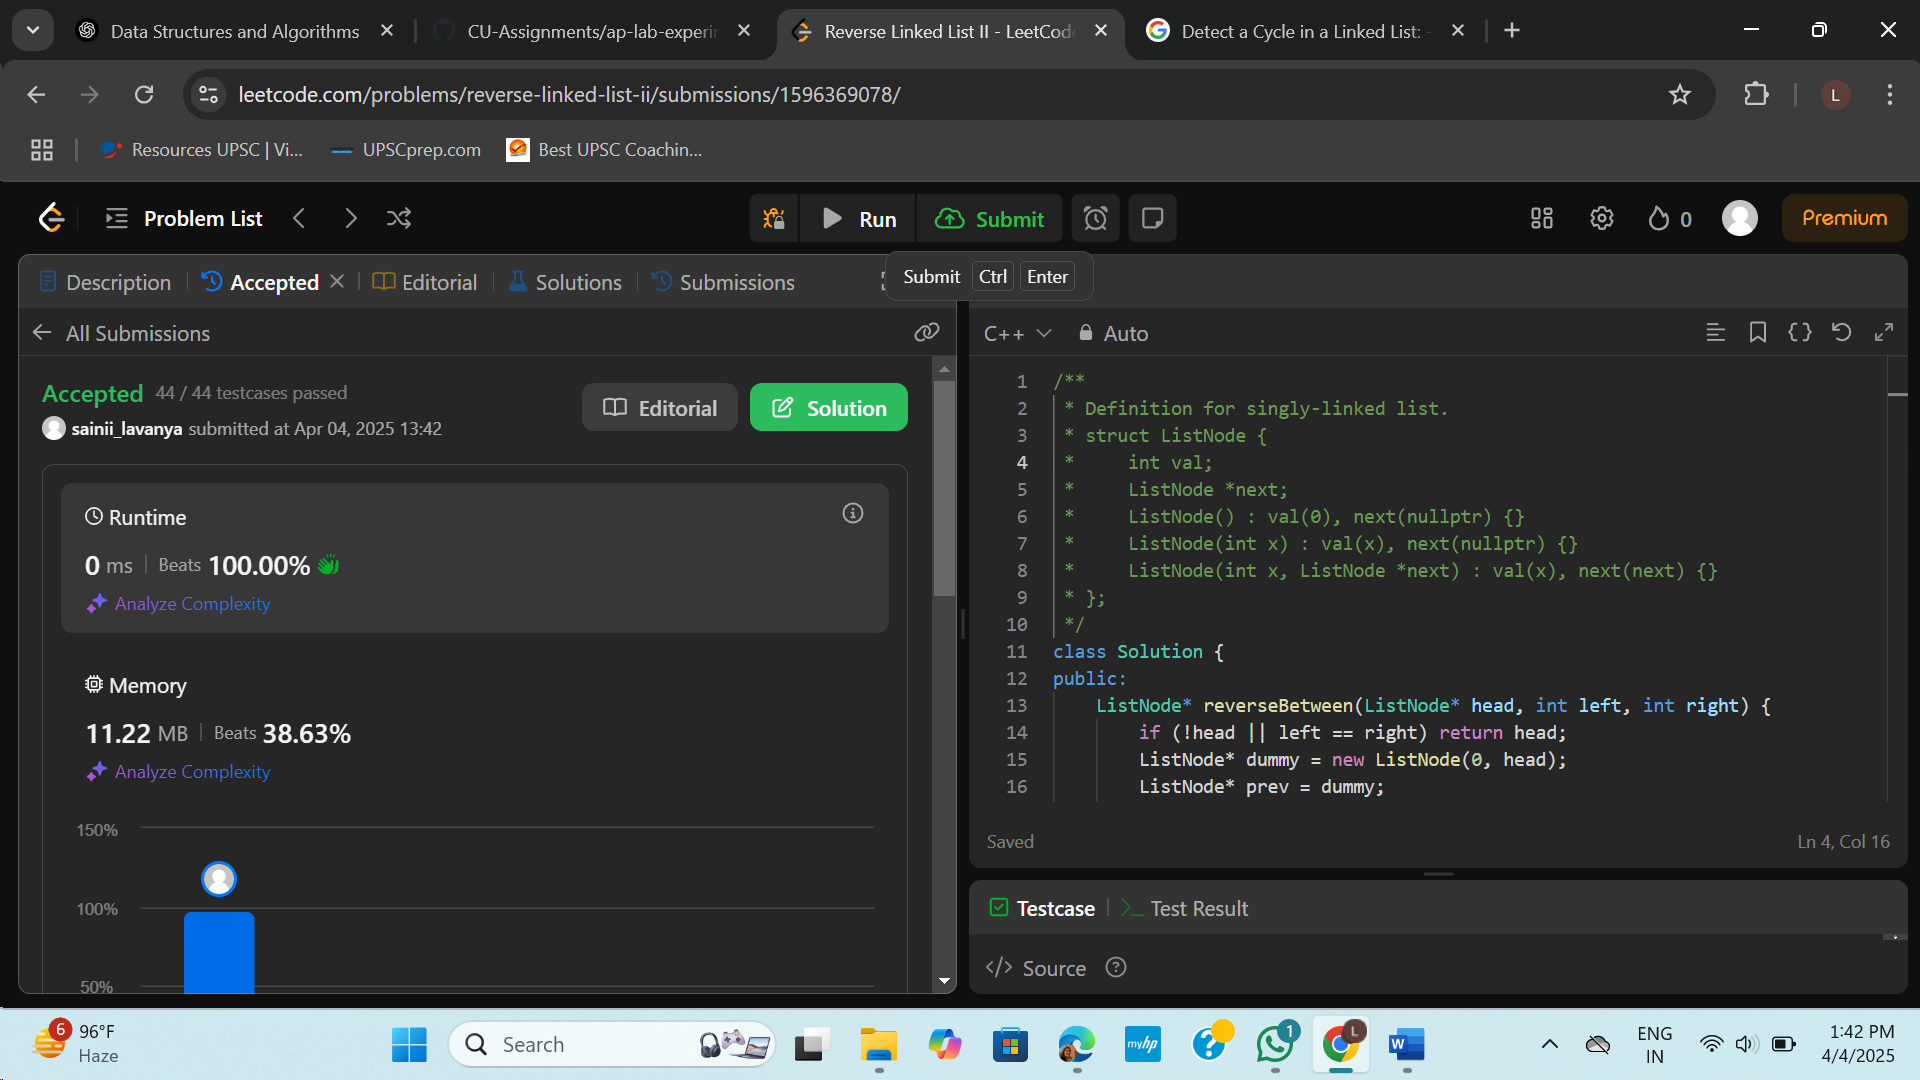 Data Structures and Algorithms
CU-Assignments/ap-lab-experi
Reverse Linked List II - LeetCod
Detect a Cycle in a Linked List: -
leetcode.com/problems/reverse-linked-list-ii/submissions/1596369078/
L
Resources UPSC | Vi...
UPSCprep.com
Best UPSC Coachin...
Problem List
Run
Submit
0
Premium
Description
Accepted
Editorial
Solutions
Submissions
Submit Ctrl Enter
All Submissions
C++
Auto
Accepted 44 / 44 testcases passed
sainii_lavanya submitted at Apr 04, 2025 13:42
Editorial
Solution
Runtime
0 ms | Beats 100.00%
Analyze Complexity
Memory
11.22 MB | Beats 38.63%
Analyze Complexity
150%
100%
50%
1 /**
2 * Definition for singly-linked list.
3 * struct ListNode {
4 *     int val;
5 *     ListNode *next;
6 *     ListNode() : val(0), next(nullptr) {}
7 *     ListNode(int x) : val(x), next(nullptr) {}
8 *     ListNode(int x, ListNode *next) : val(x), next(next) {}
9 * };
10 */
11 class Solution {
12 public:
13     ListNode* reverseBetween(ListNode* head, int left, int right) {
14         if (!head || left == right) return head;
15         ListNode* dummy = new ListNode(0, head);
16         ListNode* prev = dummy;
Saved
Ln 4, Col 16
Testcase
Test Result
Source
6
96°F
Haze
Search
myhp
1
L
W
ENG
IN
1:42 PM
4/4/2025